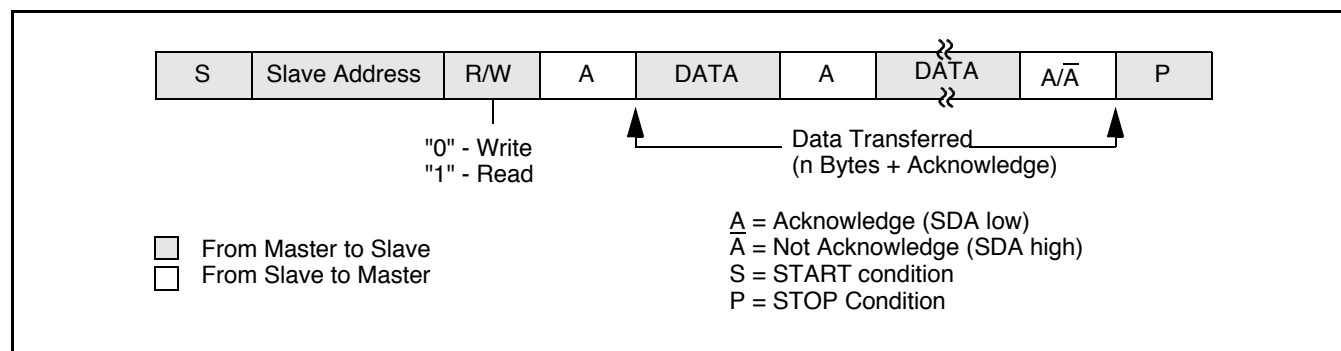 S Slave Address R/W A DATA A DATA A/A̅ P
"0" - Write
"1" - Read
Data Transferred
(n Bytes + Acknowledge)
From Master to Slave
From Slave to Master
A = Acknowledge (SDA low)
A̅ = Not Acknowledge (SDA high)
S = START condition
P = STOP Condition